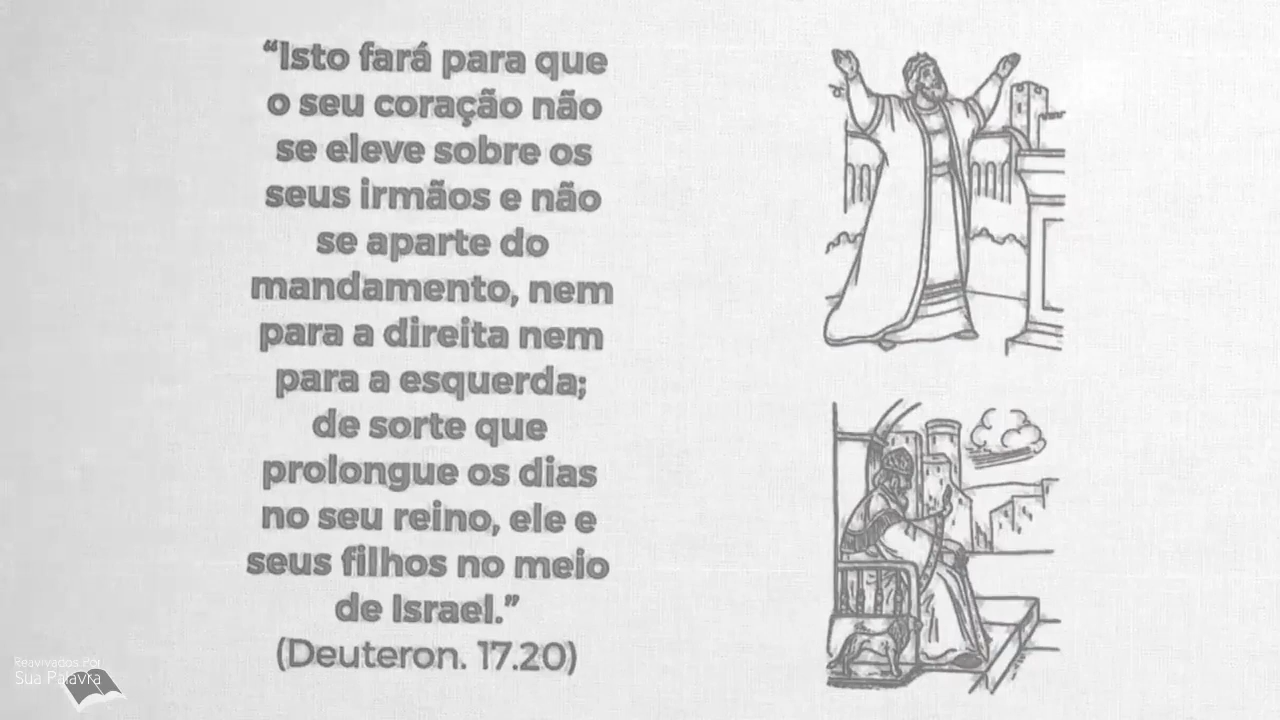 “Isto fará para que
o seu coração não
se eleve sobre os
seus irmãos e não
se aparte do
mandamento, nem
para a direita nem
para a esquerda;
de sorte que
prolongue os dias
no seu reino, ele e
seus filhos no meio
de Israel.”
(Deuteron. 17.20)
Reavivados Por
Sua Palavra